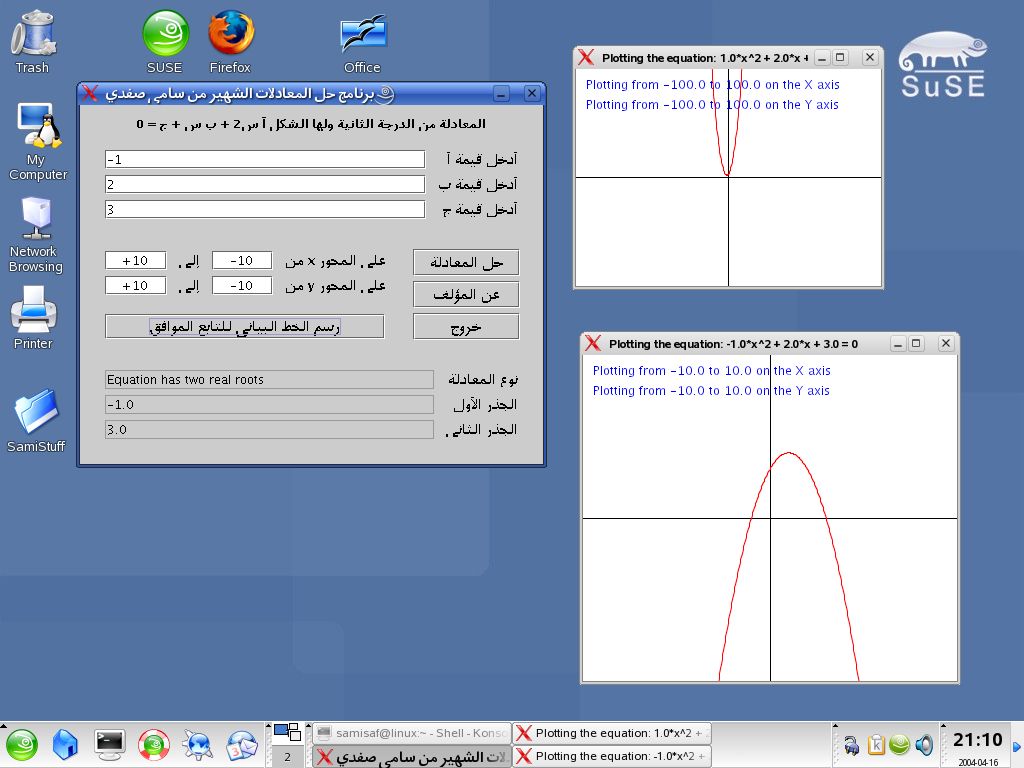 Trash
SUSE
Firefox
Office
My
Computer
Network
Browsing
Printer
SamiStuff
SuSE
برنامج حل المعادلات الشهير من سامي صفدي
المعادلة من الدرجة الثانية ولها الشكل أ س2 + ب س + ج = 0
-1
أدخل قيمة أ
2
أدخل قيمة ب
3
أدخل قيمة ج
على المحور x من
-10
إلى
+10
على المحور y من
-10
إلى
+10
حل المعادلة
عن المؤلف
خروج
رسم الخط البياني للتابع الموافق
Equation has two real roots
نوع المعادلة
-1.0
الجذر الأول
3.0
الجذر الثاني
Plotting the equation: 1.0*x^2 + 2.0*x +
Plotting from -100.0 to 100.0 on the X axis
Plotting from -100.0 to 100.0 on the Y axis
Plotting the equation: -1.0*x^2 + 2.0*x + 3.0 = 0
Plotting from -10.0 to 10.0 on the X axis
Plotting from -10.0 to 10.0 on the Y axis
2
samisaf@linux:~ - Shell - Konso
لات الشهير من سامي صفدي
Plotting the equation: 1.0*x^2 +
Plotting the equation: -1.0*x^2 +
21:10
2004-04-16